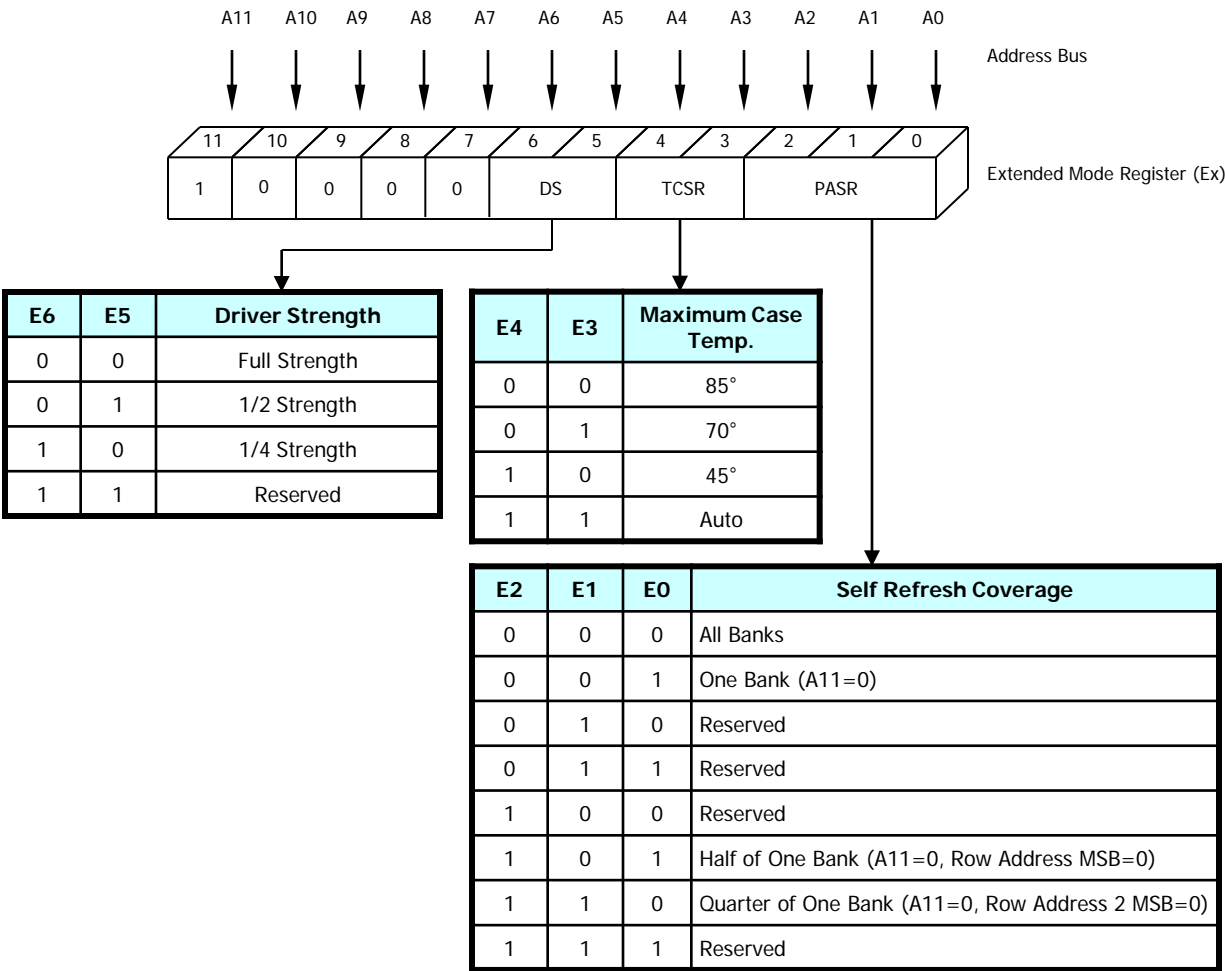 A11 A10 A9 A8 A7 A6 A5 A4 A3 A2 A1 A0
Address Bus
11 10 9 8 7 6 5 4 3 2 1 0
1 0 0 0 0 DS TCSR PASR
Extended Mode Register (Ex)
E6 E5 Driver Strength
0 0 Full Strength
0 1 1/2 Strength
1 0 1/4 Strength
1 1 Reserved
E4 E3 Maximum Case
Temp.
0 0 85°
0 1 70°
1 0 45°
1 1 Auto
E2 E1 E0 Self Refresh Coverage
0 0 0 All Banks
0 0 1 One Bank (A11=0)
0 1 0 Reserved
0 1 1 Reserved
1 0 0 Reserved
1 0 1 Half of One Bank (A11=0, Row Address MSB=0)
1 1 0 Quarter of One Bank (A11=0, Row Address 2 MSB=0)
1 1 1 Reserved